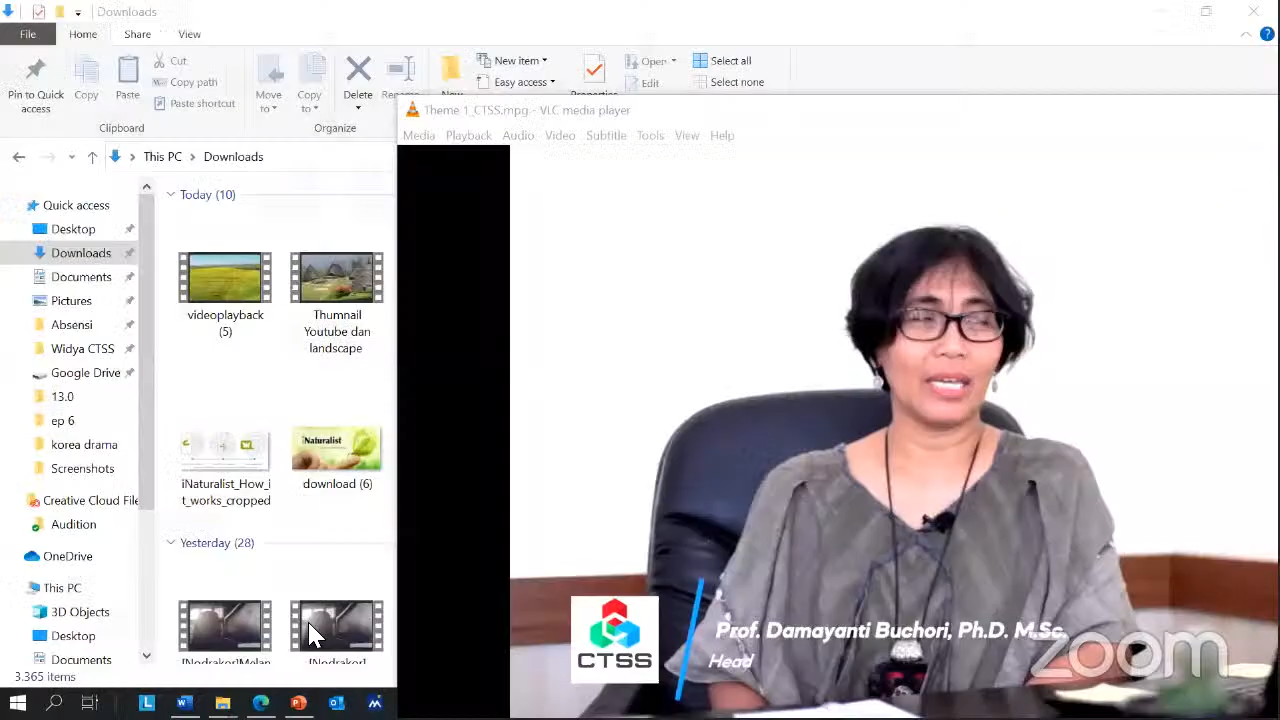 Downloads
File Home Share View
Pin to Quick access
Copy
Paste
Cut
Copy path
Paste shortcut
Clipboard
Move to
Copy to
Delete
Organize
New item
Easy access
Properties
Open
Edit
Select all
Select none
Theme 1_CTSS.mpg - VLC media player
Media Playback Audio Video Subtitle Tools View Help
This PC > Downloads
Quick access
Desktop
Downloads
Documents
Pictures
Absensi
Widya CTSS
Google Drive
13.0
ep 6
korea drama
Screenshots
Creative Cloud File
Audition
OneDrive
This PC
3D Objects
Desktop
Documents
3.365 items
Today (10)
videoplayback
(5)
Thumnail
Youtube dan
landscape
iNaturalist_How_i
t_works_cropped
iNaturalist
download (6)
Yesterday (28)
CTSS
Prof. Damayanti Buchori, Ph.D. M.Sc.
Head
zoom